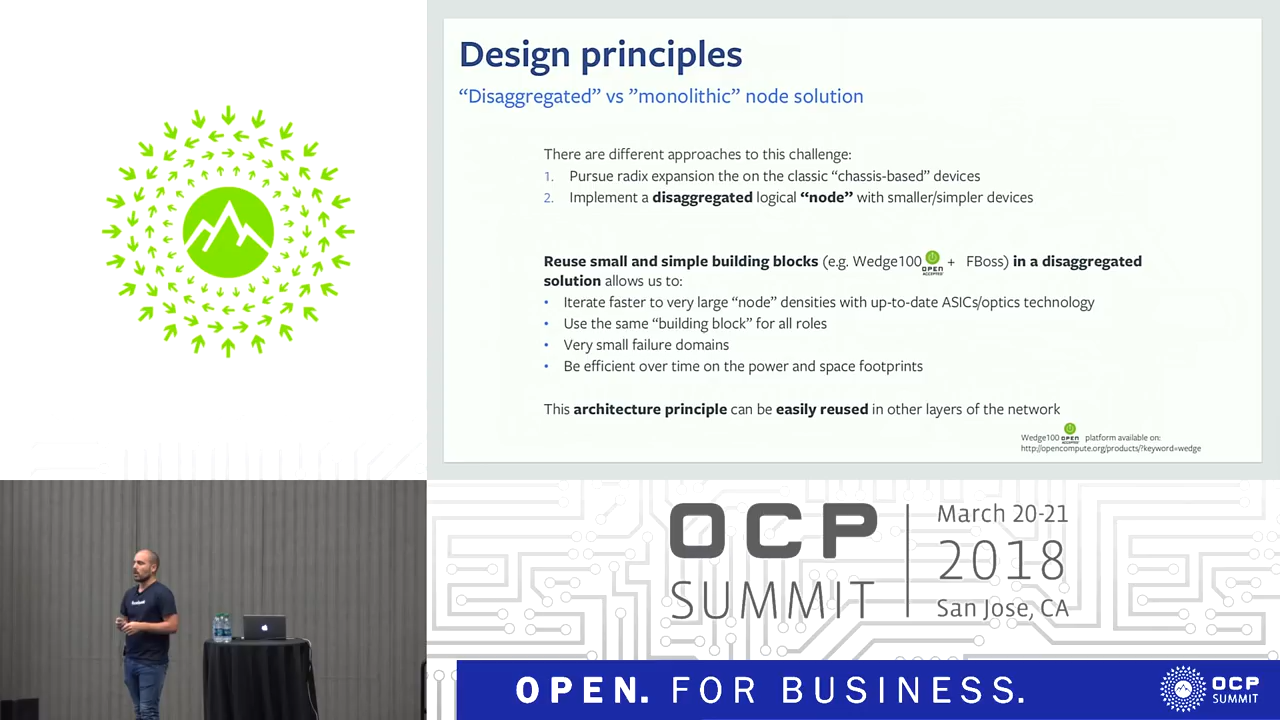 Design principles
“Disaggregated” vs ”monolithic” node solution
There are different approaches to this challenge:
1. Pursue radix expansion the on the classic “chassis-based” devices
2. Implement a disaggregated logical “node” with smaller/simpler devices
Reuse small and simple building blocks (e.g. Wedge100 OPEN ACCEPTED + FBoss) in a disaggregated
solution allows us to:
• Iterate faster to very large “node” densities with up-to-date ASICs/optics technology
• Use the same “building block” for all roles
• Very small failure domains
• Be efficient over time on the power and space footprints
This architecture principle can be easily reused in other layers of the network
Wedge100 OPEN platform available on:
http://opencompute.org/products/?keyword=wedge
OCP
SUMMIT
March 20-21
2018
San Jose, CA
OPEN. FOR BUSINESS.
OCP
SUMMIT